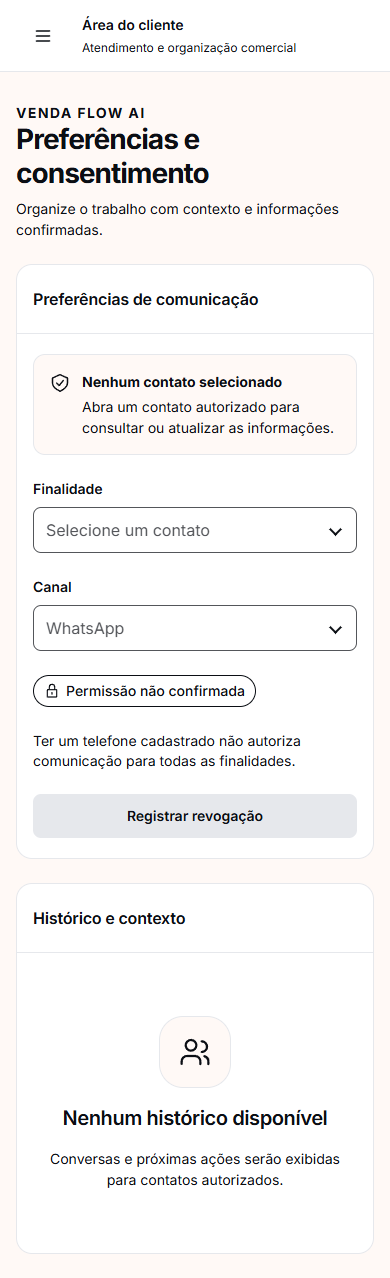 Área do cliente
Atendimento e organização comercial
VENDA FLOW AI
Preferências e
consentimento
Organize o trabalho com contexto e informações
confirmadas.
Preferências de comunicação
Nenhum contato selecionado
Abra um contato autorizado para
consultar ou atualizar as informações.
Finalidade
Selecione um contato
Canal
WhatsApp
Permissão não confirmada
Ter um telefone cadastrado não autoriza
comunicação para todas as finalidades.
Registrar revogação
Histórico e contexto
Nenhum histórico disponível
Conversas e próximas ações serão exibidas
para contatos autorizados.